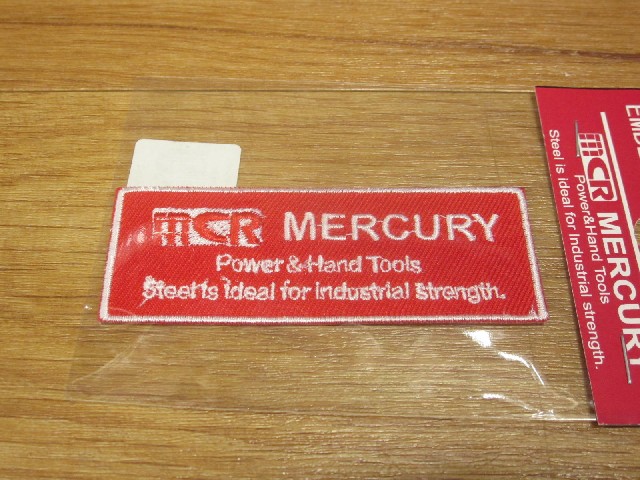 MCR MERCURY
Power & Hand Tools
Steel is ideal for industrial strength.
MCR MERCURY
Power&Hand Tools
Steel is ideal for Industrial strength.